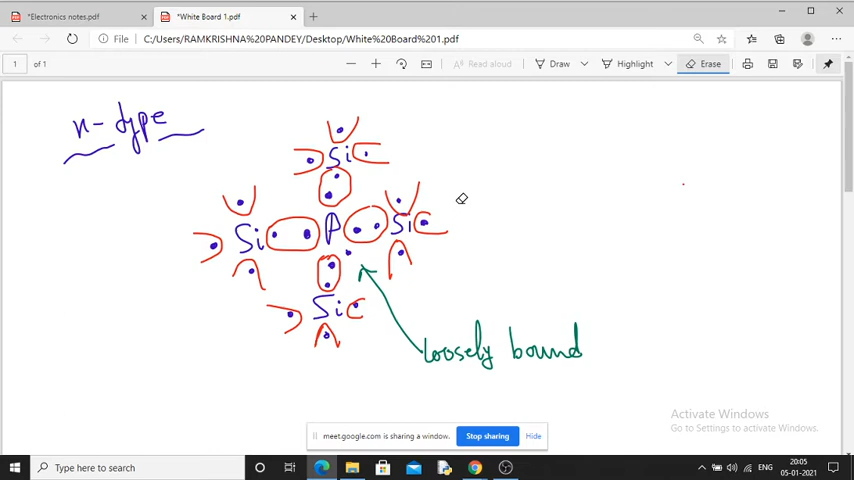 *Electronics notes.pdf
*White Board 1.pdf
File
C:/Users/RAMKRISHNA%20PANDEY/Desktop/White%20Board%201.pdf
1 of 1
Read aloud
Draw
Highlight
Erase
n-type
Si
Si P Si
Si
loosely bound
Activate Windows
Go to Settings to activate Windows.
meet.google.com is sharing a window.
Stop sharing
Hide
Type here to search
ENG
20:05
05-01-2021